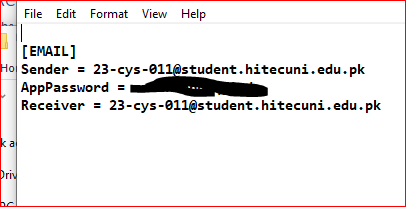 File Edit Format View Help
[EMAIL]
Sender = 23-cys-011@student.hitecuni.edu.pk
AppPassword =
Receiver = 23-cys-011@student.hitecuni.edu.pk